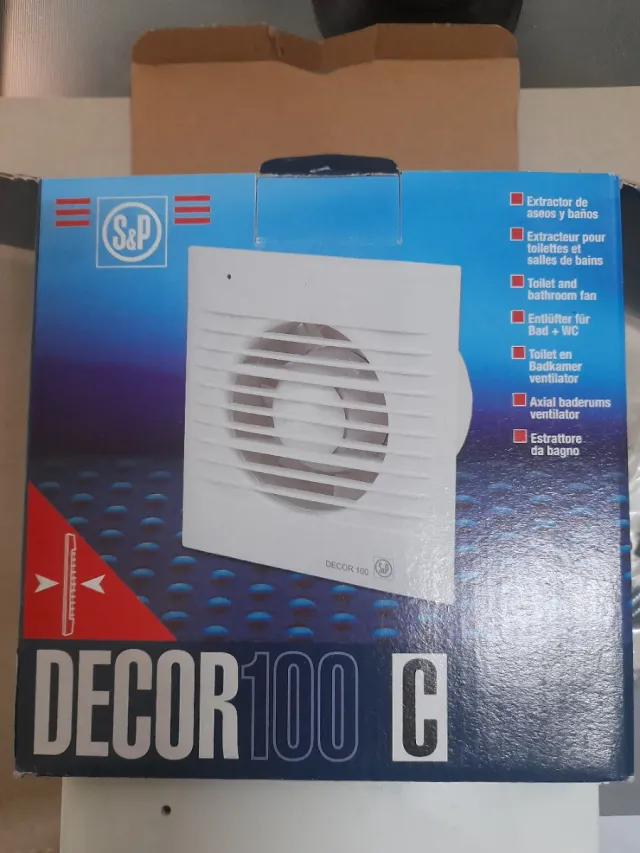 S&P
Extractor de
aseos y baños
Extracteur pour
toilettes et
salles de bains
Toilet and
bathroom fan
Entlüfter für
Bad + WC
Toilet en
Badkamer
ventilator
Axial baderums
ventilator
Estrattore
da bagno
DECOR 100 S&P
DECOR100 C